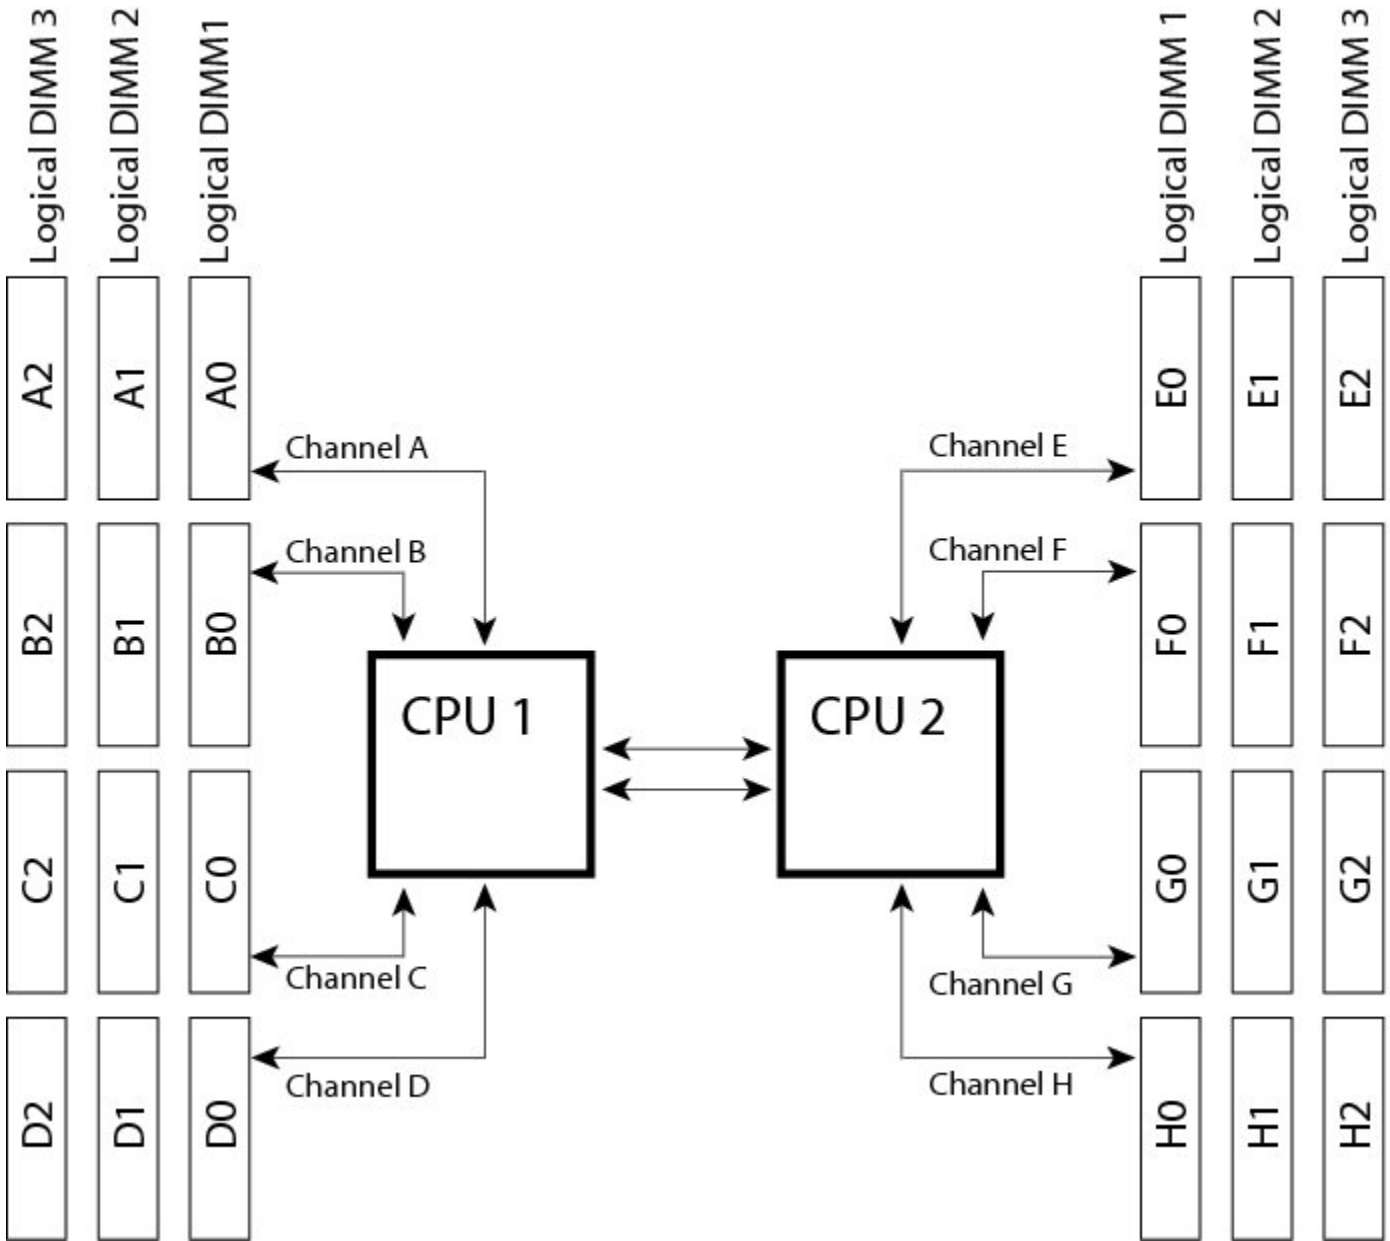 Logical DIMM 3
Logical DIMM 2
Logical DIMM1
Logical DIMM 1
Logical DIMM 2
Logical DIMM 3
A2
A1
A0
E0
E1
E2
Channel A
Channel E
Channel B
Channel F
B2
B1
B0
F0
F1
F2
CPU 1
CPU 2
C2
C1
C0
G0
G1
G2
Channel C
Channel G
Channel D
Channel H
D2
D1
D0
H0
H1
H2